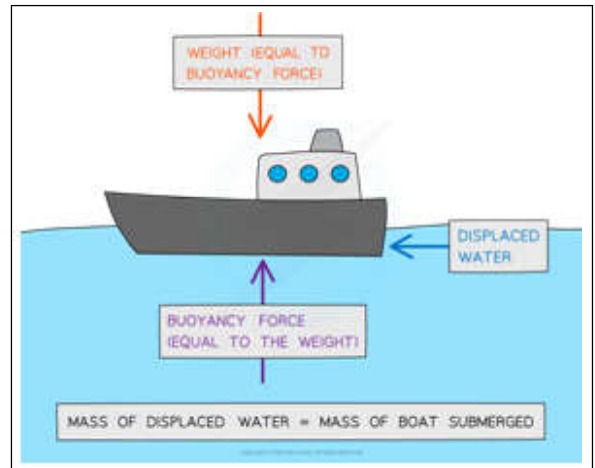 WEIGHT (EQUAL TO
BUOYANCY FORCE)
DISPLACED
WATER
BUOYANCY FORCE
(EQUAL TO THE WEIGHT)
MASS OF DISPLACED WATER = MASS OF BOAT SUBMERGED